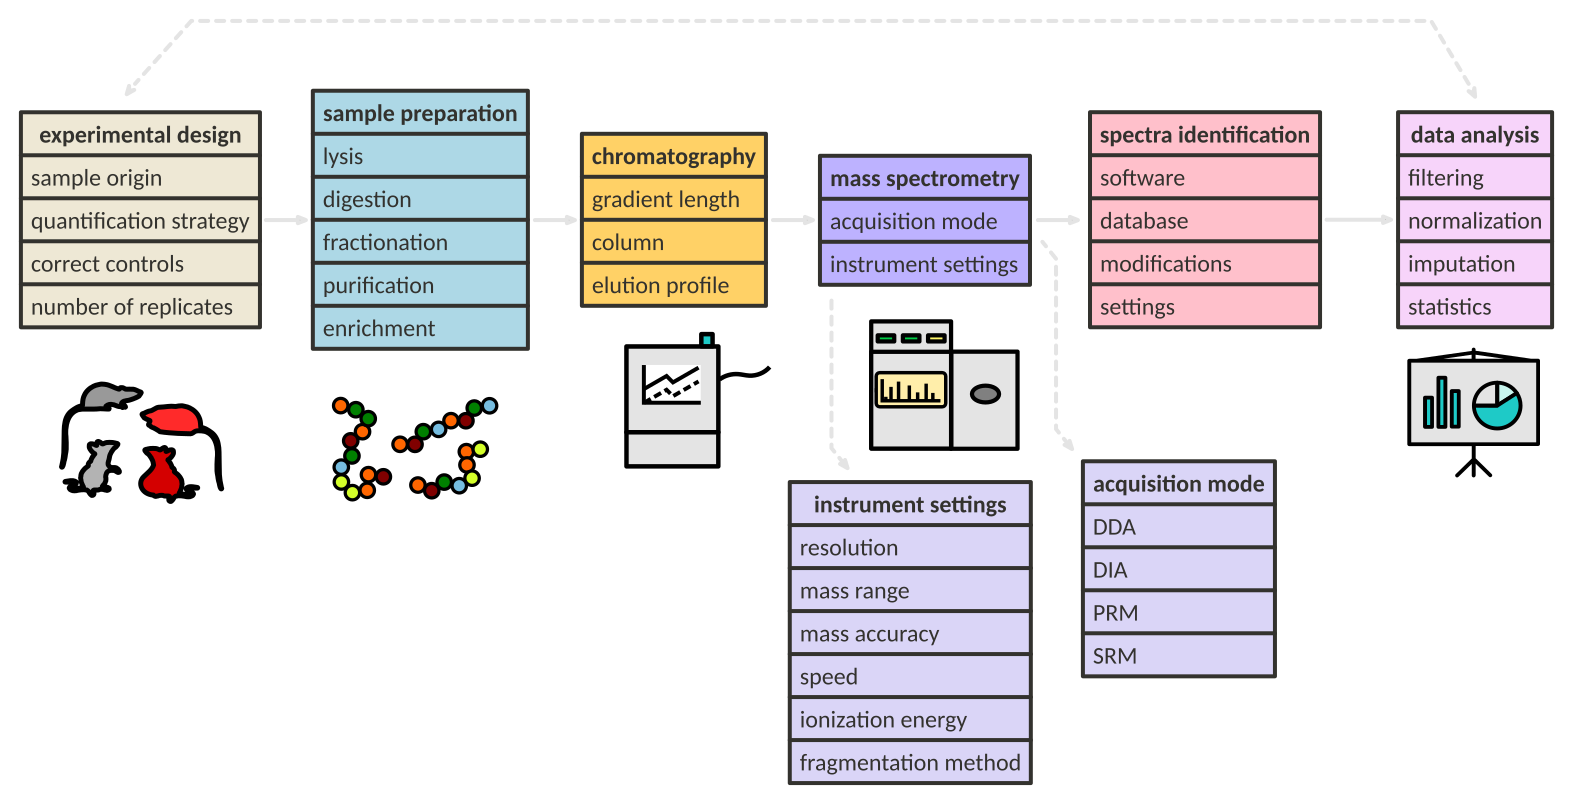 experimental design
sample origin
quantification strategy
correct controls
number of replicates
sample preparation
lysis
digestion
fractionation
purification
enrichment
chromatography
gradient length
column
elution profile
mass spectrometry
acquisition mode
instrument settings
spectra identification
software
database
modifications
settings
data analysis
filtering
normalization
imputation
statistics
instrument settings
resolution
mass range
mass accuracy
speed
ionization energy
fragmentation method
acquisition mode
DDA
DIA
PRM
SRM